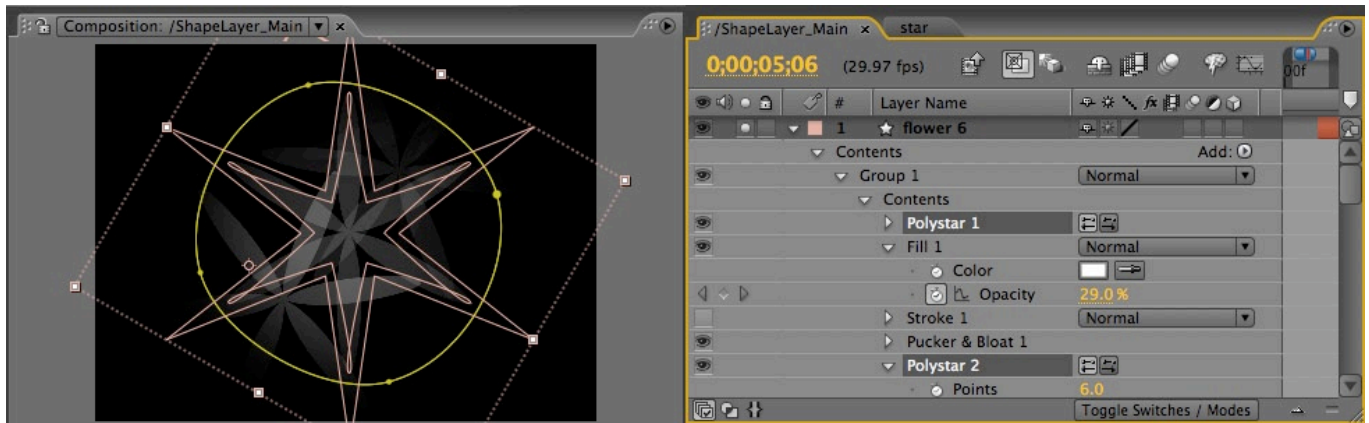 Composition: /ShapeLayer_Main
/ShapeLayer_Main star
0;00;05;06 (29.97 fps) 00f
# Layer Name fx
1 flower 6
Contents Add:
Group 1 Normal
Contents
Polystar 1
Fill 1 Normal
Color
Opacity 29.0 %
Stroke 1 Normal
Pucker & Bloat 1
Polystar 2
Points 6.0
Toggle Switches / Modes